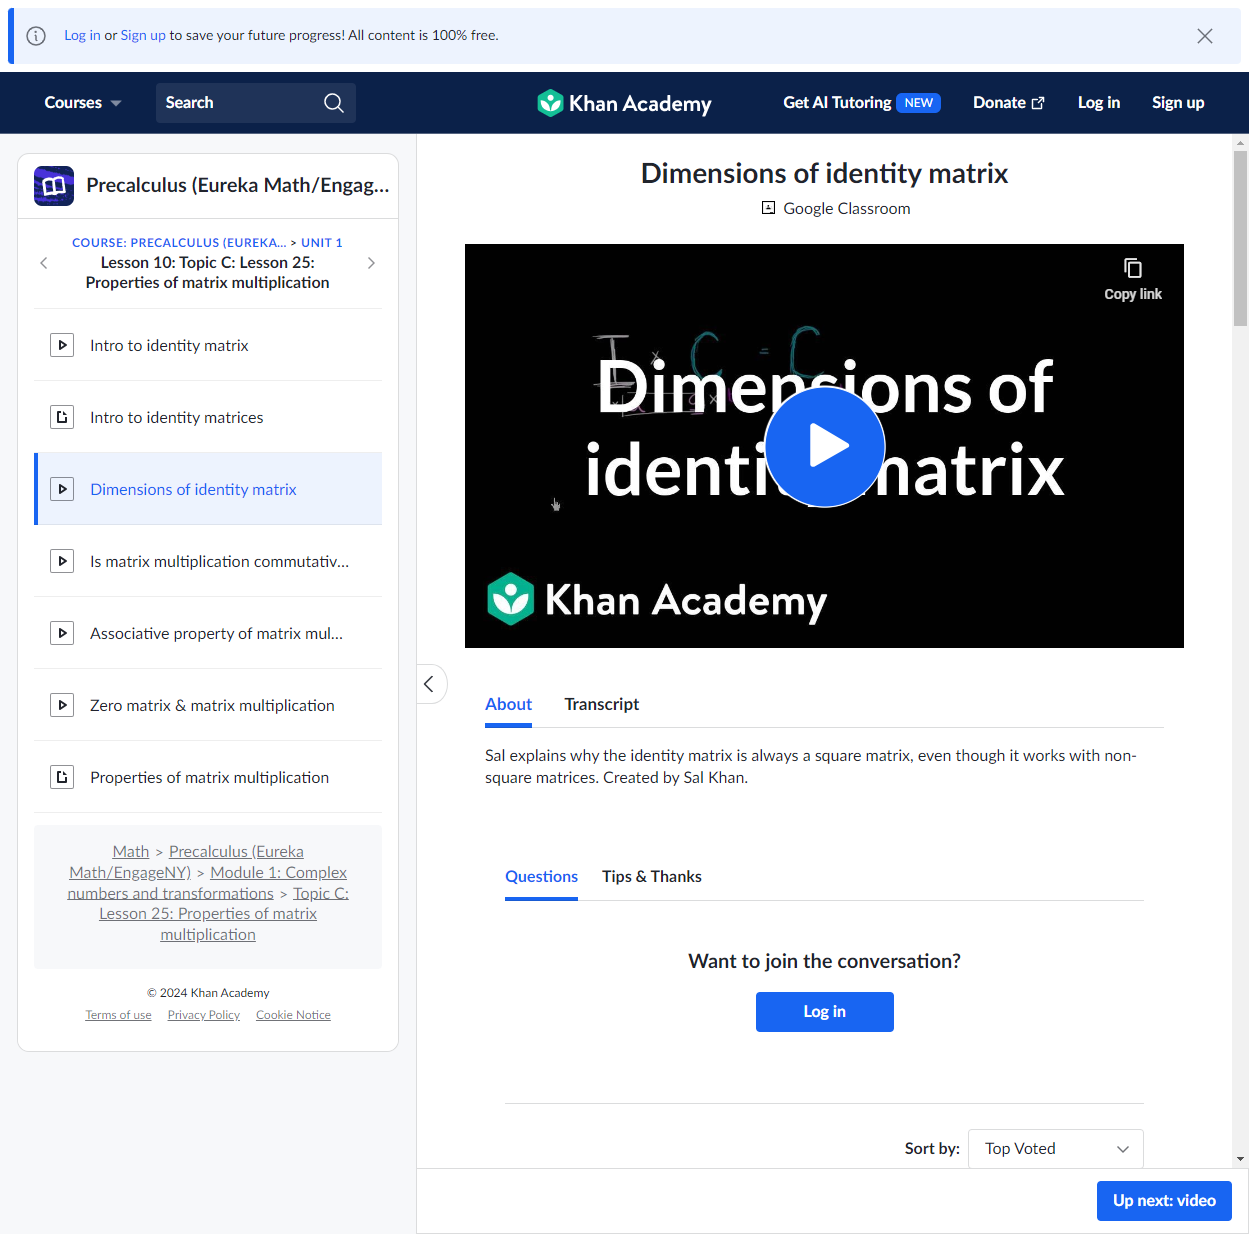 Log in or Sign up to save your future progress! All content is 100% free.
Courses
Search
Khan Academy
Get AI Tutoring NEW
Donate
Log in
Sign up
Precalculus (Eureka Math/Engag...
COURSE: PRECALCULUS (EUREKA... > UNIT 1
Lesson 10: Topic C: Lesson 25:
Properties of matrix multiplication
Intro to identity matrix
Intro to identity matrices
Dimensions of identity matrix
Is matrix multiplication commutativ...
Associative property of matrix mul...
Zero matrix & matrix multiplication
Properties of matrix multiplication
Math > Precalculus (Eureka
Math/EngageNY) > Module 1: Complex
numbers and transformations > Topic C:
Lesson 25: Properties of matrix
multiplication
© 2024 Khan Academy
Terms of use Privacy Policy Cookie Notice
Dimensions of identity matrix
Google Classroom
Copy link
I × C = C
Dimensions of
identi matrix
Khan Academy
About
Transcript
Sal explains why the identity matrix is always a square matrix, even though it works with non-
square matrices. Created by Sal Khan.
Questions
Tips & Thanks
Want to join the conversation?
Log in
Sort by: Top Voted
Up next: video